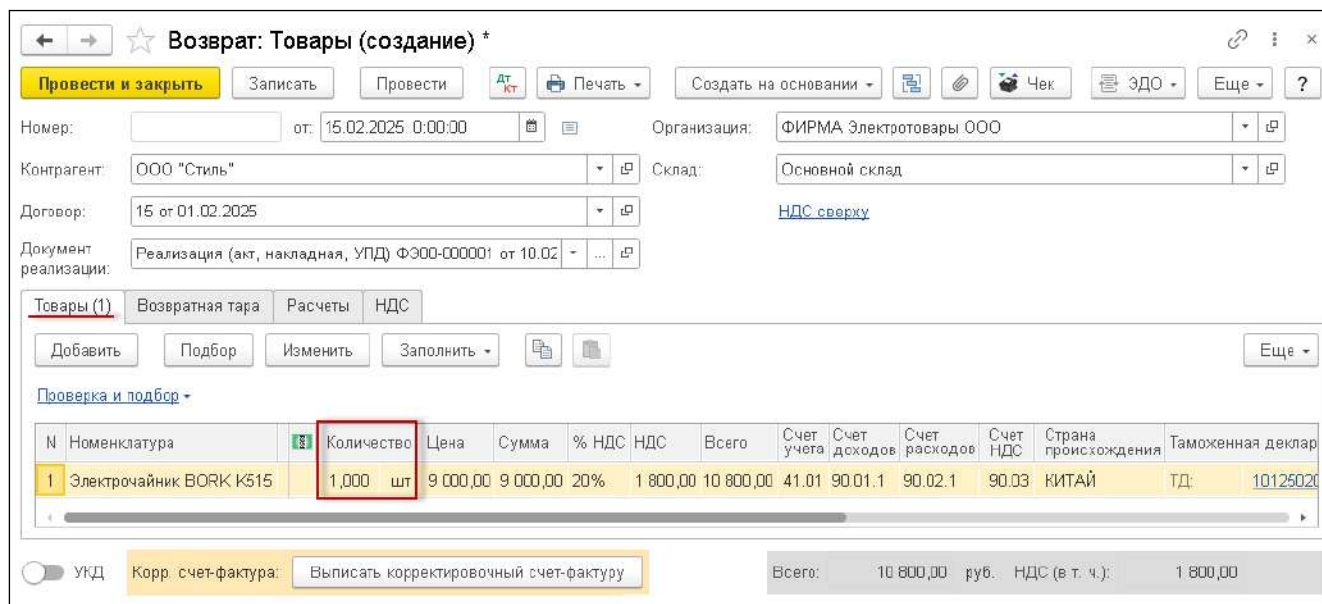 Возврат: Товары (создание) *
Провести и закрыть Записать Провести Дт Кт Печать Создать на основании Чек ЭДО Еще ?
Номер: от: 15.02.2025 0:00:00 Организация: ФИРМА Электротовары ООО
Контрагент: ООО "Стиль" Склад: Основной склад
Договор: 15 от 01.02.2025 НДС сверху
Документ реализации: Реализация (акт, накладная, УПД) ФЭ00-000001 от 10.02
Товары (1) Возвратная тара Расчеты НДС
Добавить Подбор Изменить Заполнить Еще
Проверка и подбор
N Номенклатура Количество Цена Сумма % НДС НДС Всего Счет учета Счет доходов Счет расходов Счет НДС Страна происхождения Таможенная деклар
1 Электрочайник BORK K515 1,000 шт 9 000,00 9 000,00 20% 1 800,00 10 800,00 41.01 90.01.1 90.02.1 90.03 КИТАЙ ТД: 10125020
УКД Корр. счет-фактура: Выписать корректировочный счет-фактуру Всего: 10 800,00 руб. НДС (в т. ч.): 1 800,00